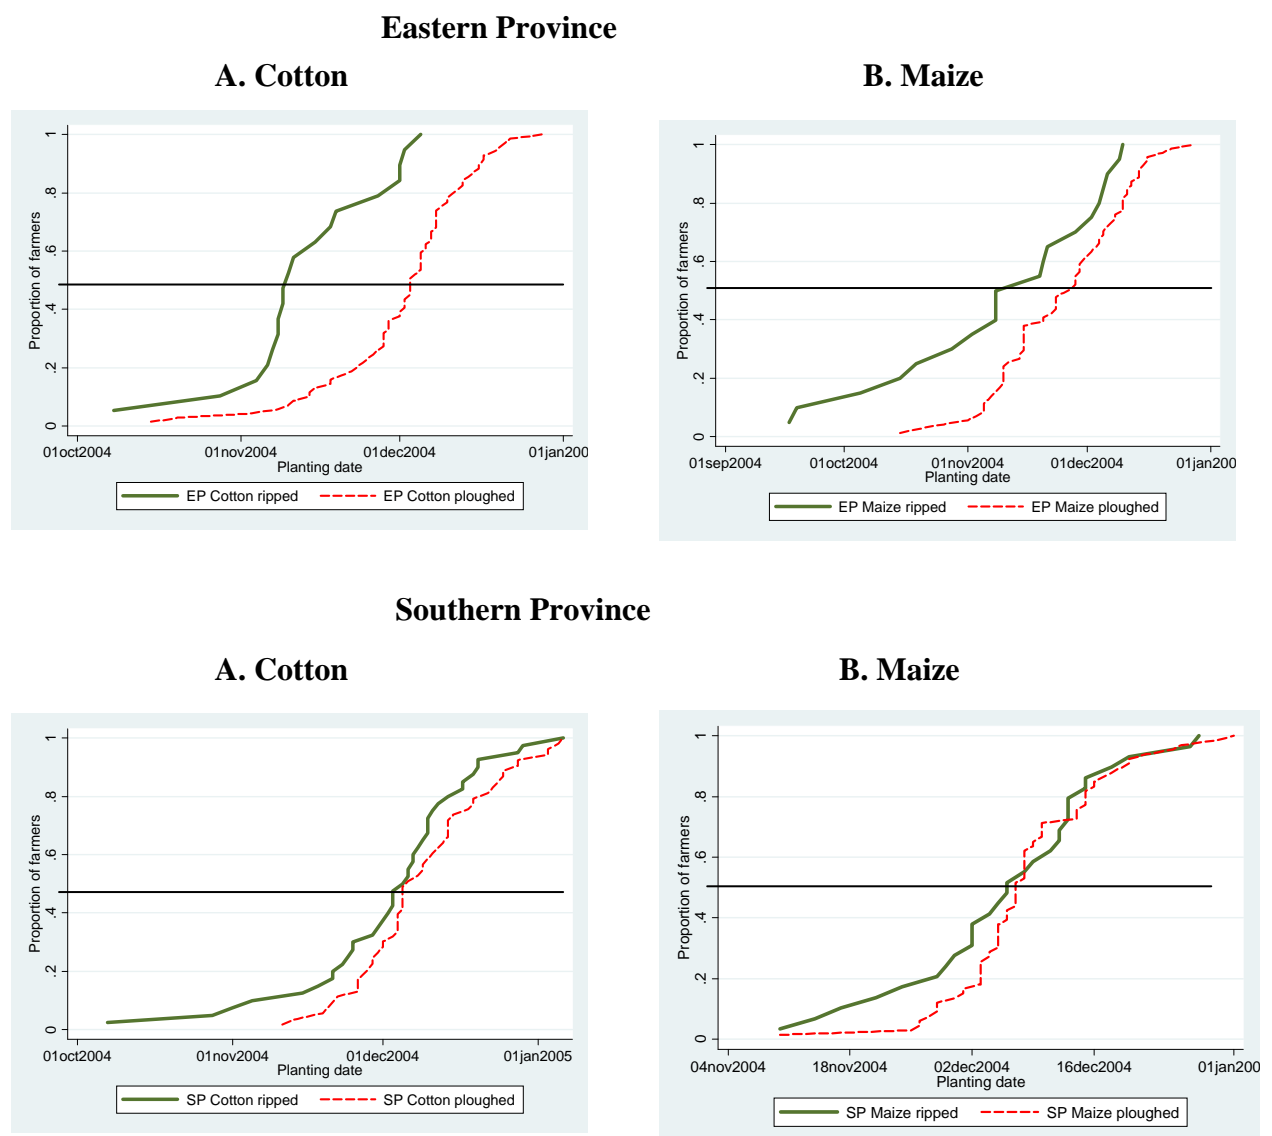 Eastern Province
A. Cotton
B. Maize
Proportion of farmers
1
.8
.6
.4
.2
0
01oct2004 01nov2004 01dec2004 01jan200
Planting date
EP Cotton ripped EP Cotton ploughed
Proportion of farmers
1
.8
.6
.4
.2
0
01sep2004 01oct2004 01nov2004 01dec2004 01jan200
Planting date
EP Maize ripped EP Maize ploughed
Southern Province
A. Cotton
B. Maize
Proportion of farmers
1
.8
.6
.4
.2
0
01oct2004 01nov2004 01dec2004 01jan2005
Planting date
SP Cotton ripped SP Cotton ploughed
Proportion of farmers
1
.8
.6
.4
.2
0
04nov2004 18nov2004 02dec2004 16dec2004 01jan200
Planting date
SP Maize ripped SP Maize ploughed